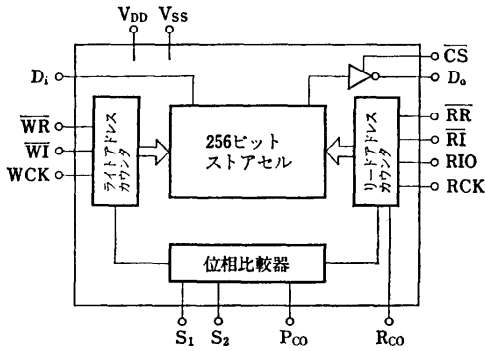 VDD VSS
CS
Di
Do
WR
WI
WCK
ライトアドレス
カウンタ
256ビット
ストアセル
リードアドレス
カウンタ
RR
RI
RIO
RCK
位相比較器
S1 S2 PCO RCO